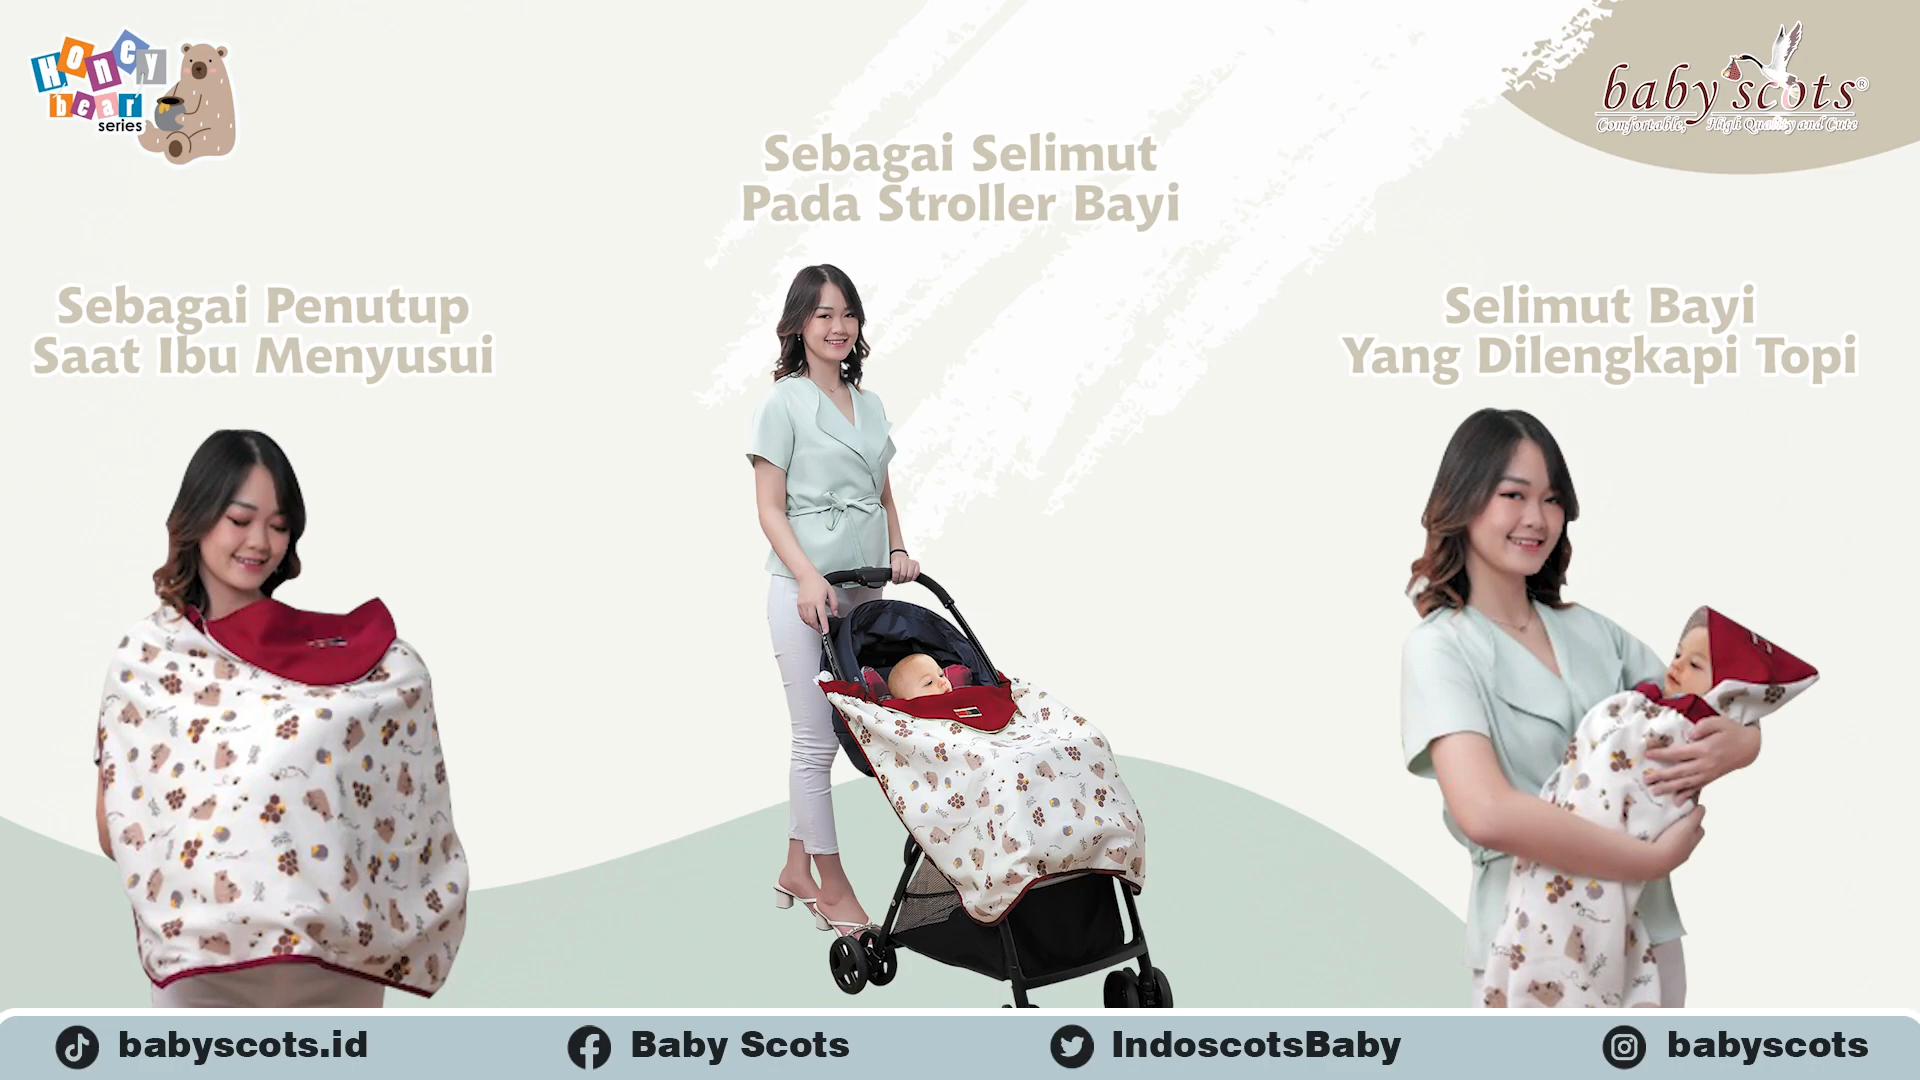 Honey
bear
series
baby scots®
Comfortable, High Quality and Cute
Sebagai Selimut
Pada Stroller Bayi
Sebagai Penutup
Saat Ibu Menyusui
Selimut Bayi
Yang Dilengkapi Topi
babyscots.id
Baby Scots
IndoscotsBaby
babyscots